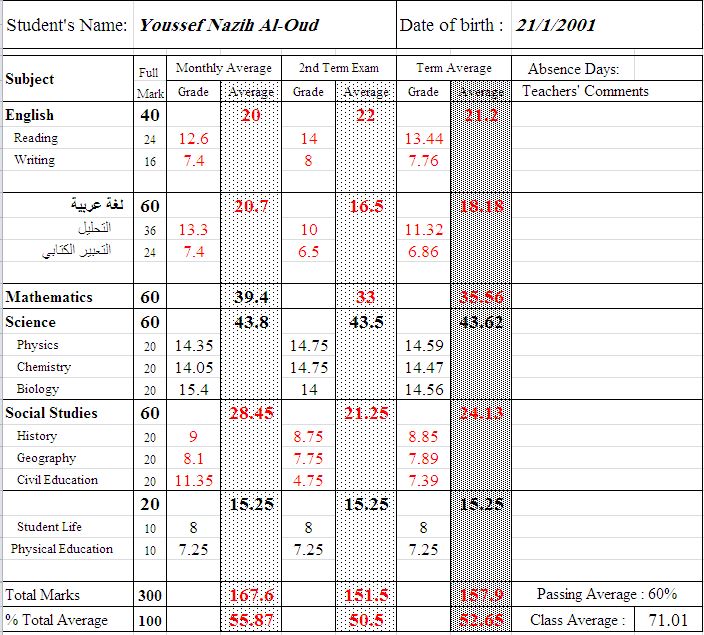 Student's Name: Youssef Nazih Al-Oud Date of birth : 21/1/2001
Subject Full Mark Monthly Average 2nd Term Exam Term Average Absence Days:
Grade Average Grade Average Grade Average Teachers' Comments
English 40 20 22 21.2
Reading 24 12.6 14 13.44
Writing 16 7.4 8 7.76
لغة عربية 60 20.7 16.5 18.18
التحليل 36 13.3 10 11.32
التعبير الكتابي 24 7.4 6.5 6.86
Mathematics 60 39.4 33 35.56
Science 60 43.8 43.5 43.62
Physics 20 14.35 14.75 14.59
Chemistry 20 14.05 14.75 14.47
Biology 20 15.4 14 14.56
Social Studies 60 28.45 21.25 24.13
History 20 9 8.75 8.85
Geography 20 8.1 7.75 7.89
Civil Education 20 11.35 4.75 7.39
20 15.25 15.25 15.25
Student Life 10 8 8 8
Physical Education 10 7.25 7.25 7.25
Total Marks 300 167.6 151.5 157.9 Passing Average : 60%
% Total Average 100 55.87 50.5 52.65 Class Average : 71.01